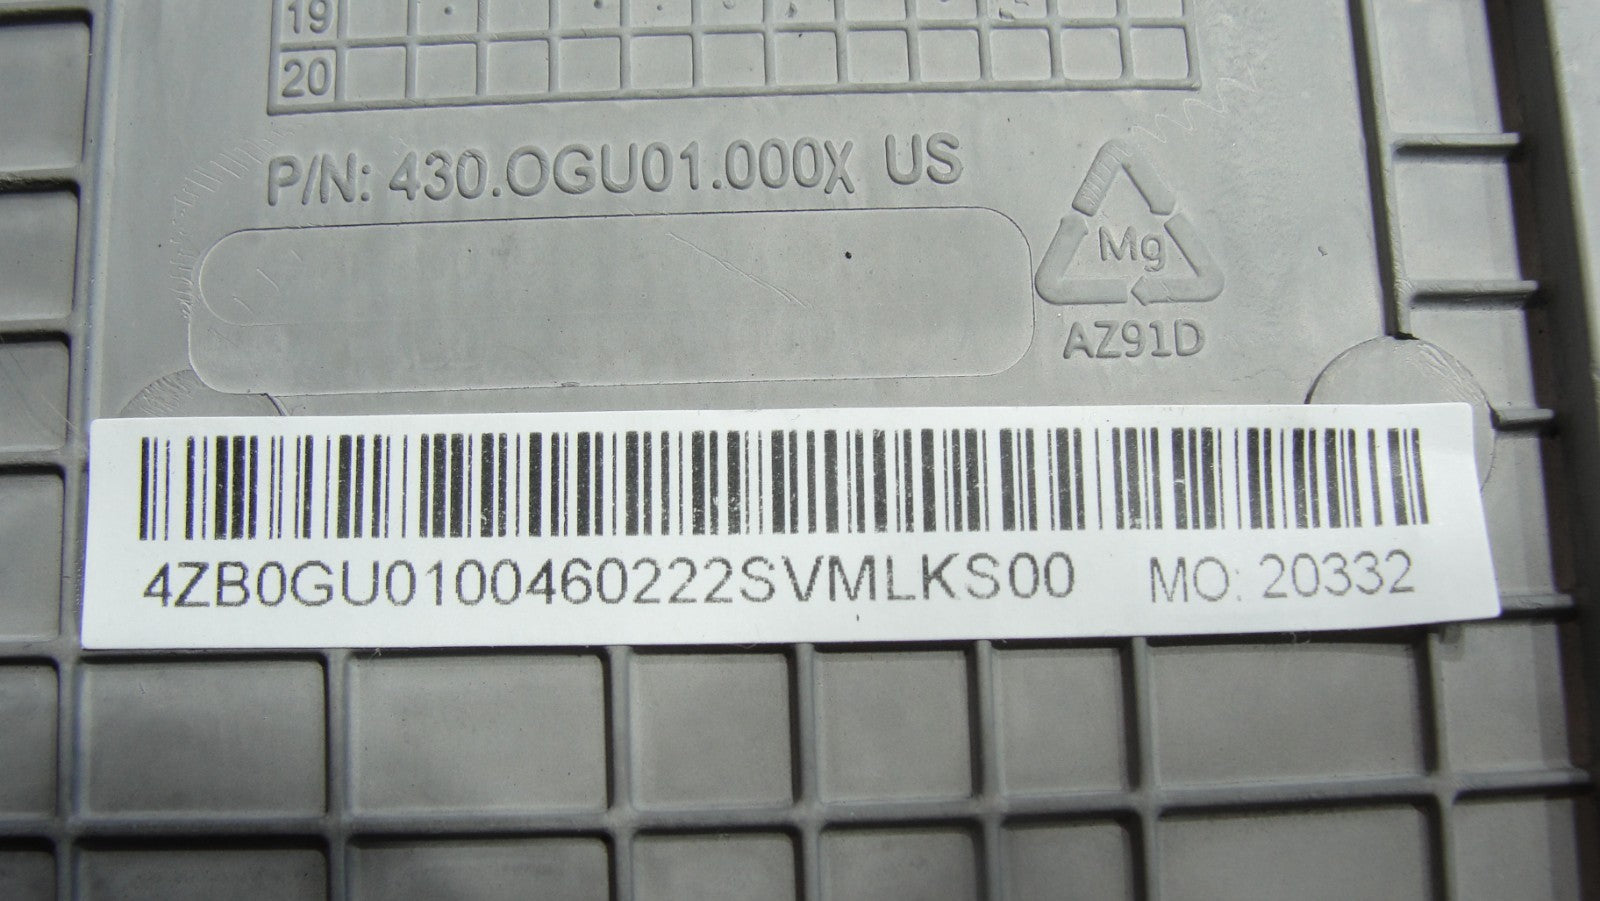 19
20
P/N: 430.0GU01.000X US
Mg
AZ91D
4ZB0GU0100460222SVMLKS00 MO: 20332